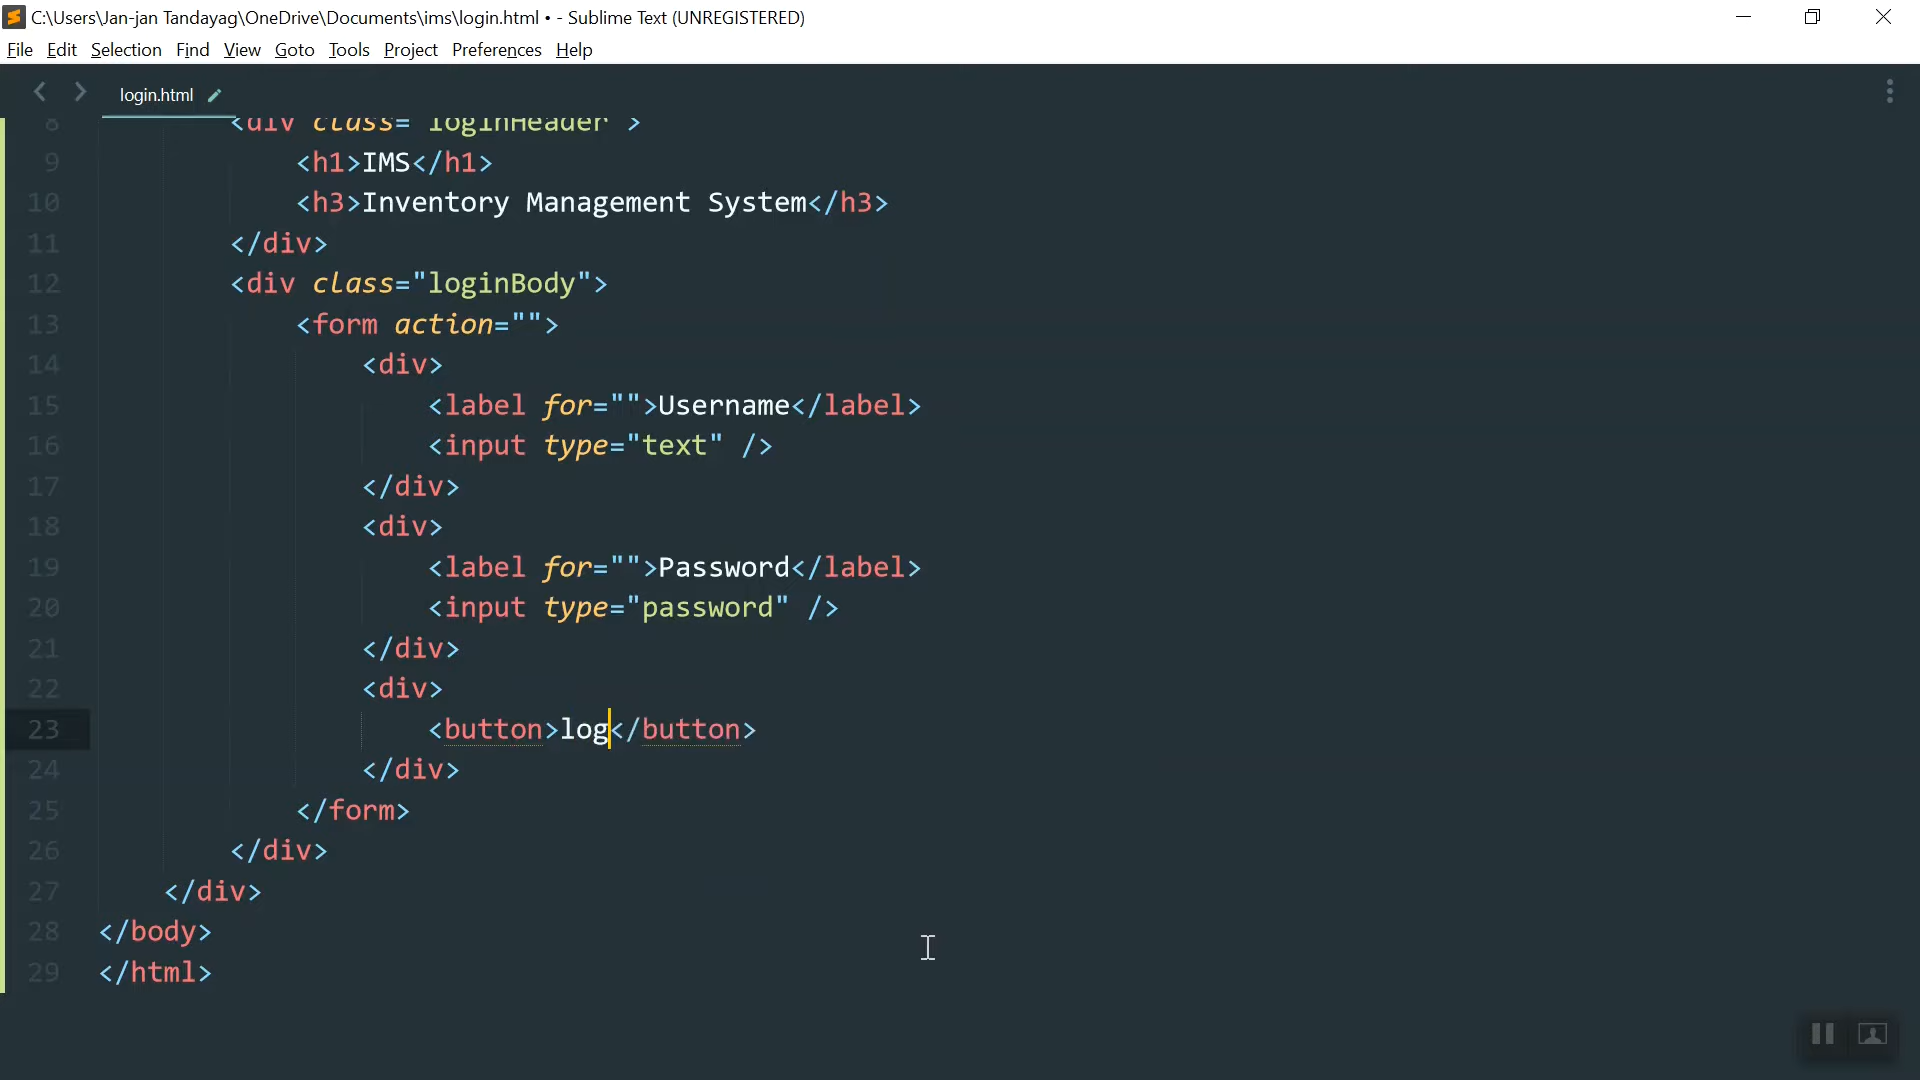 C:\Users\Jan-jan Tandayag\OneDrive\Documents\ims\login.html • - Sublime Text (UNREGISTERED)
File Edit Selection Find View Goto Tools Project Preferences Help
login.html
8 <div class="loginHeader">
9 <h1>IMS</h1>
10 <h3>Inventory Management System</h3>
11 </div>
12 <div class="loginBody">
13 <form action="">
14 <div>
15 <label for="">Username</label>
16 <input type="text" />
17 </div>
18 <div>
19 <label for="">Password</label>
20 <input type="password" />
21 </div>
22 <div>
23 <button>log</button>
24 </div>
25 </form>
26 </div>
27 </div>
28 </body>
29 </html>